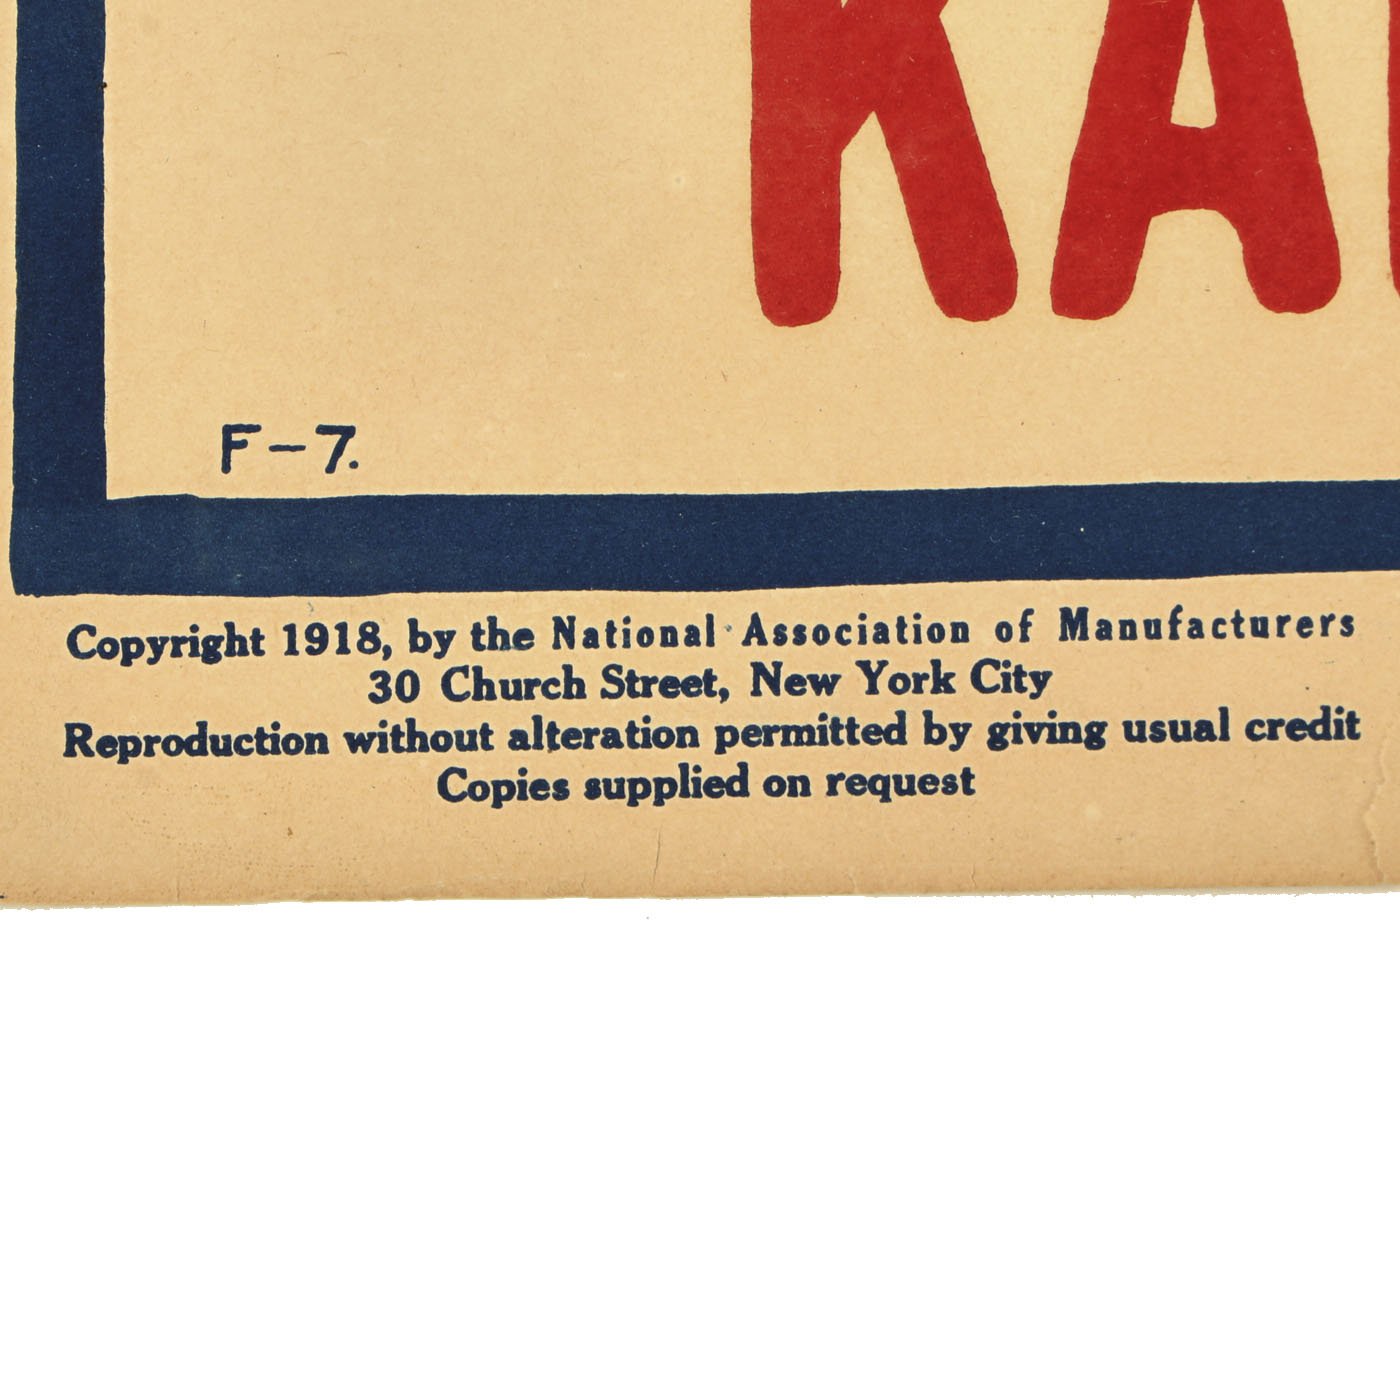 KA
F-7.
Copyright 1918, by the National Association of Manufacturers
30 Church Street, New York City
Reproduction without alteration permitted by giving usual credit
Copies supplied on request